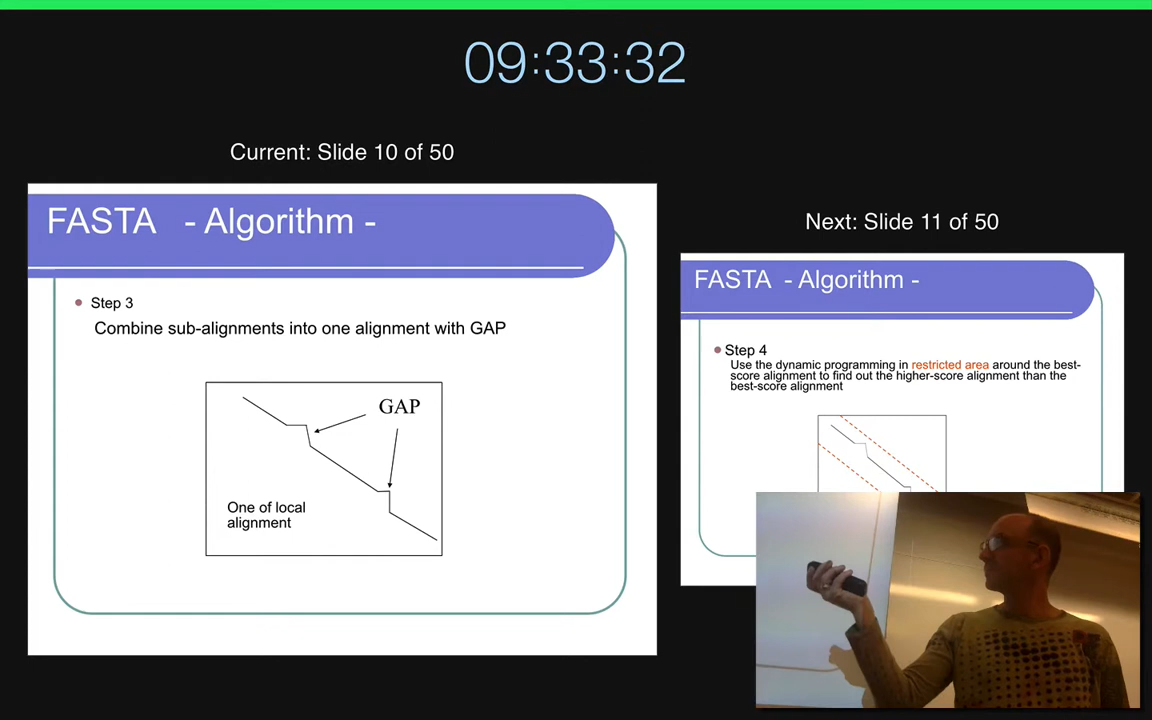 09:33:32
Current: Slide 10 of 50
FASTA - Algorithm -
Step 3
Combine sub-alignments into one alignment with GAP
GAP
One of local
alignment
Next: Slide 11 of 50
FASTA - Algorithm -
Step 4
Use the dynamic programming in restricted area around the best-
score alignment to find out the higher-score alignment than the
best-score alignment